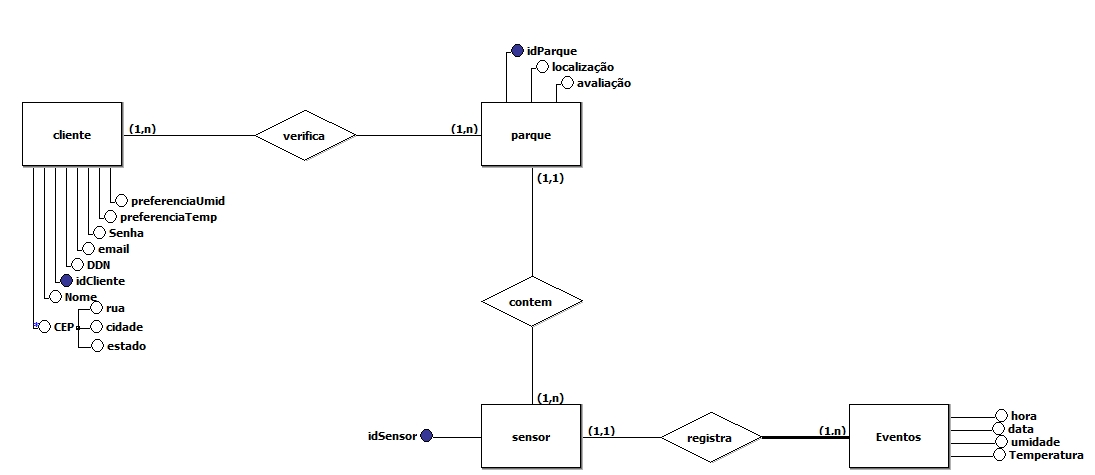 idParque
localização
avaliação
cliente
(1,n)
verifica
(1,n)
parque
(1,1)
preferenciaUmid
preferenciaTemp
Senha
email
DDN
idCliente
Nome
CEP
rua
cidade
estado
contem
(1,n)
idSensor
sensor
(1,1)
registra
(1,n)
Eventos
hora
data
umidade
Temperatura